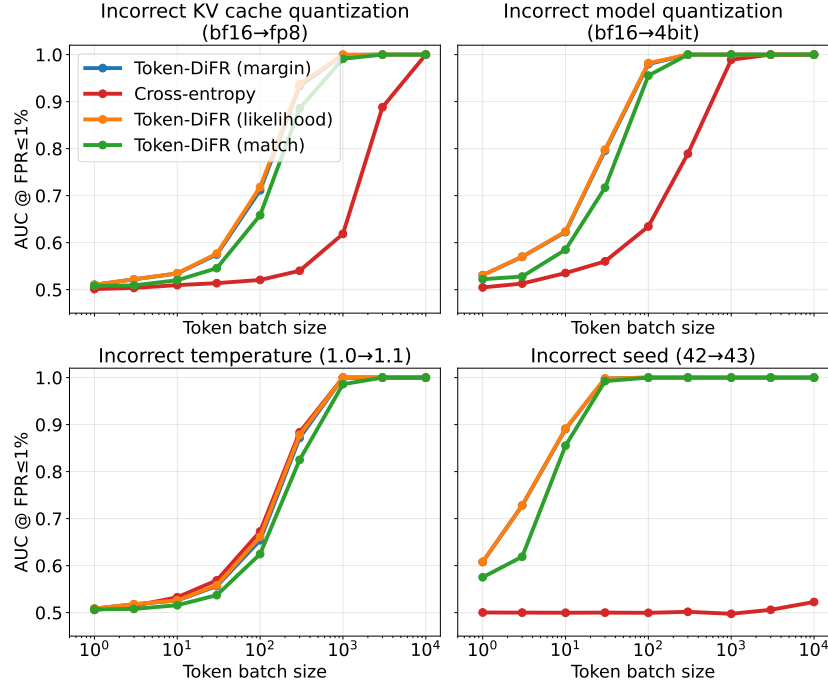 Incorrect KV cache quantization
(bf16→fp8)
Incorrect model quantization
(bf16→4bit)
AUC @ FPR≤1%
1.0
0.9
0.8
0.7
0.6
0.5
Token-DiFR (margin)
Cross-entropy
Token-DiFR (likelihood)
Token-DiFR (match)
Token batch size
Token batch size
Incorrect temperature (1.0→1.1)
Incorrect seed (42→43)
AUC @ FPR≤1%
1.0
0.9
0.8
0.7
0.6
0.5
10⁰ 10¹ 10² 10³ 10⁴
10⁰ 10¹ 10² 10³ 10⁴
Token batch size
Token batch size